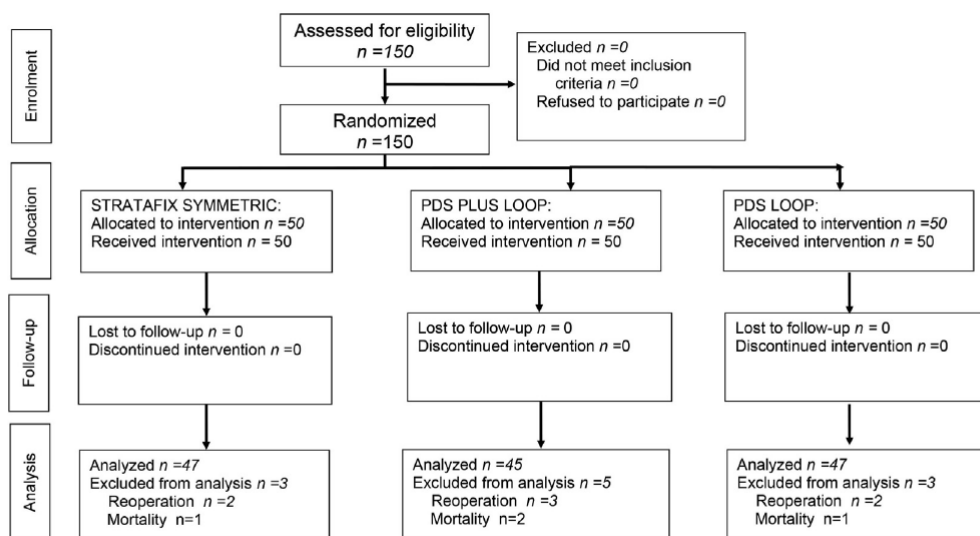 Enrolment
Assessed for eligibility
n =150
Excluded n =0
Did not meet inclusion
criteria n =0
Refused to participate n =0
Randomized
n =150
Allocation
STRATAFIX SYMMETRIC:
Allocated to intervention n =50
Received intervention n = 50
PDS PLUS LOOP:
Allocated to intervention n =50
Received intervention n = 50
PDS LOOP:
Allocated to intervention n =50
Received intervention n = 50
Follow-up
Lost to follow-up n = 0
Discontinued intervention n =0
Lost to follow-up n = 0
Discontinued intervention n =0
Lost to follow-up n = 0
Discontinued intervention n =0
Analysis
Analyzed n =47
Excluded from analysis n =3
Reoperation n =2
Mortality n=1
Analyzed n =45
Excluded from analysis n =5
Reoperation n =3
Mortality n=2
Analyzed n =47
Excluded from analysis n =3
Reoperation n =2
Mortality n=1